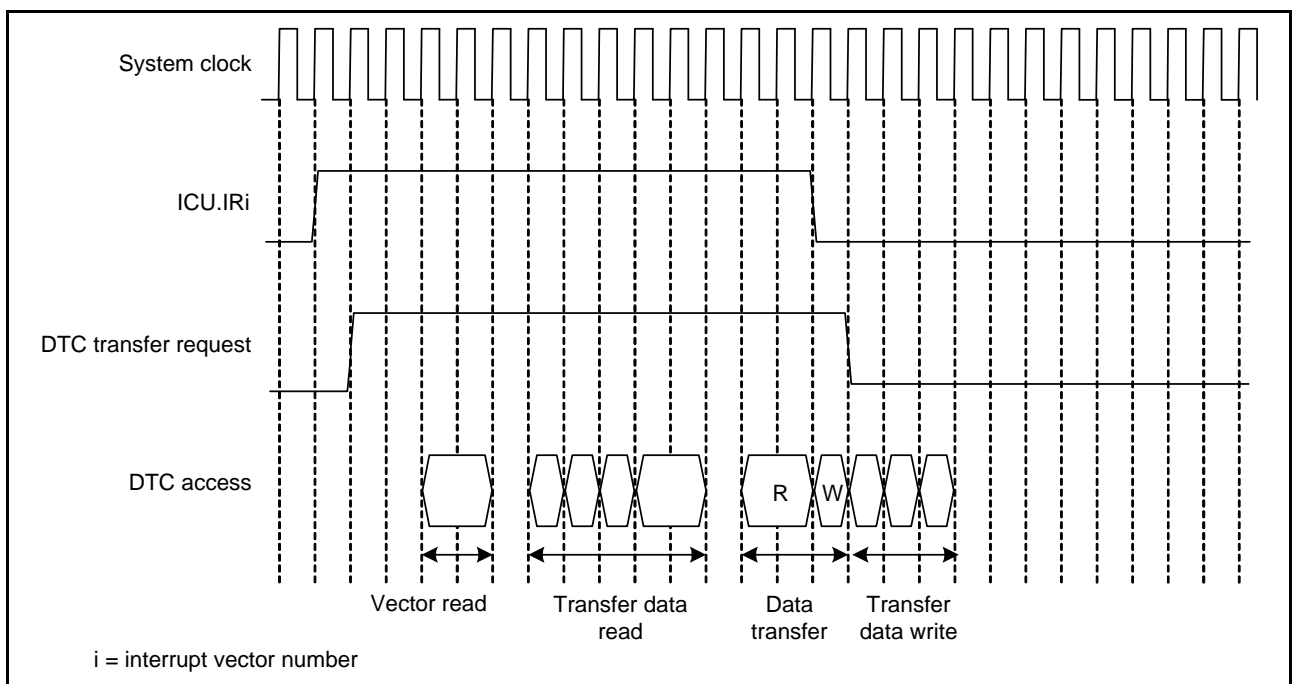 System clock
ICU.IRi
DTC transfer request
DTC access
R
W
Vector read
Transfer data
read
Data
transfer
Transfer
data write
i = interrupt vector number